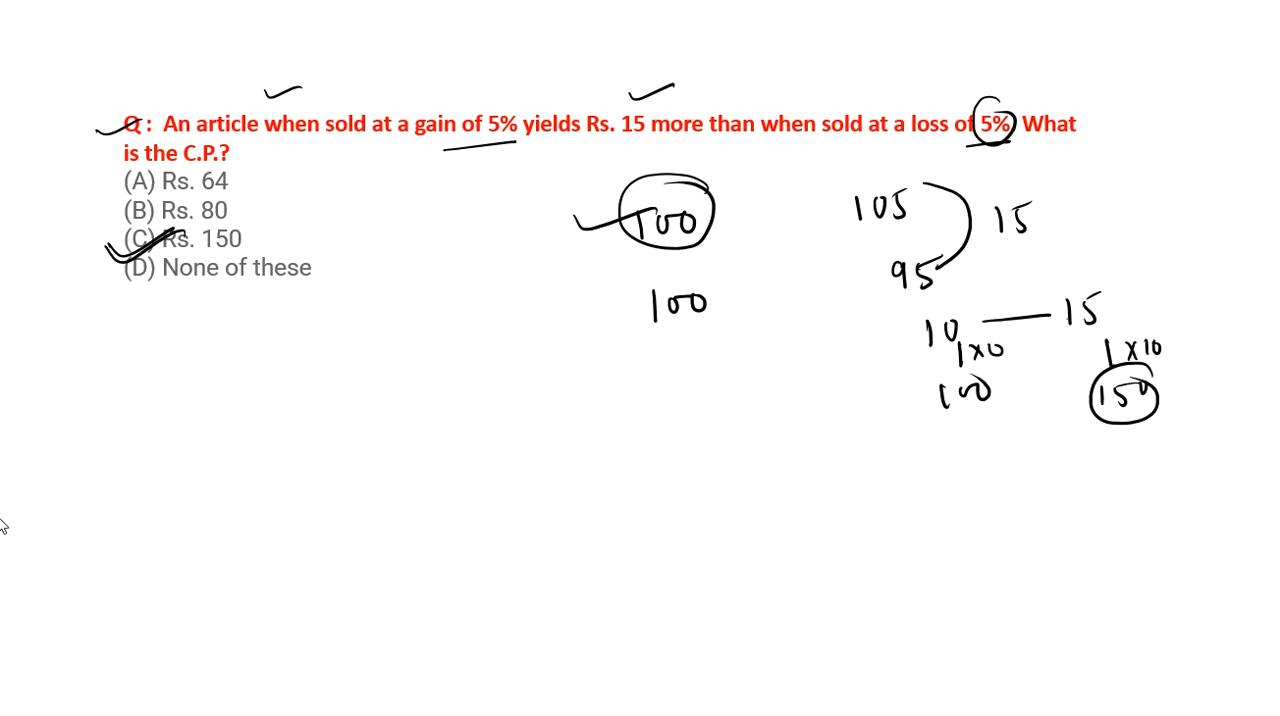 Q : An article when sold at a gain of 5% yields Rs. 15 more than when sold at a loss of 5%. What
is the C.P.?
(A) Rs. 64
(B) Rs. 80
(C) Rs. 150
(D) None of these
100 105 15
95
100
10 — 15
1×0 1×10
100 150